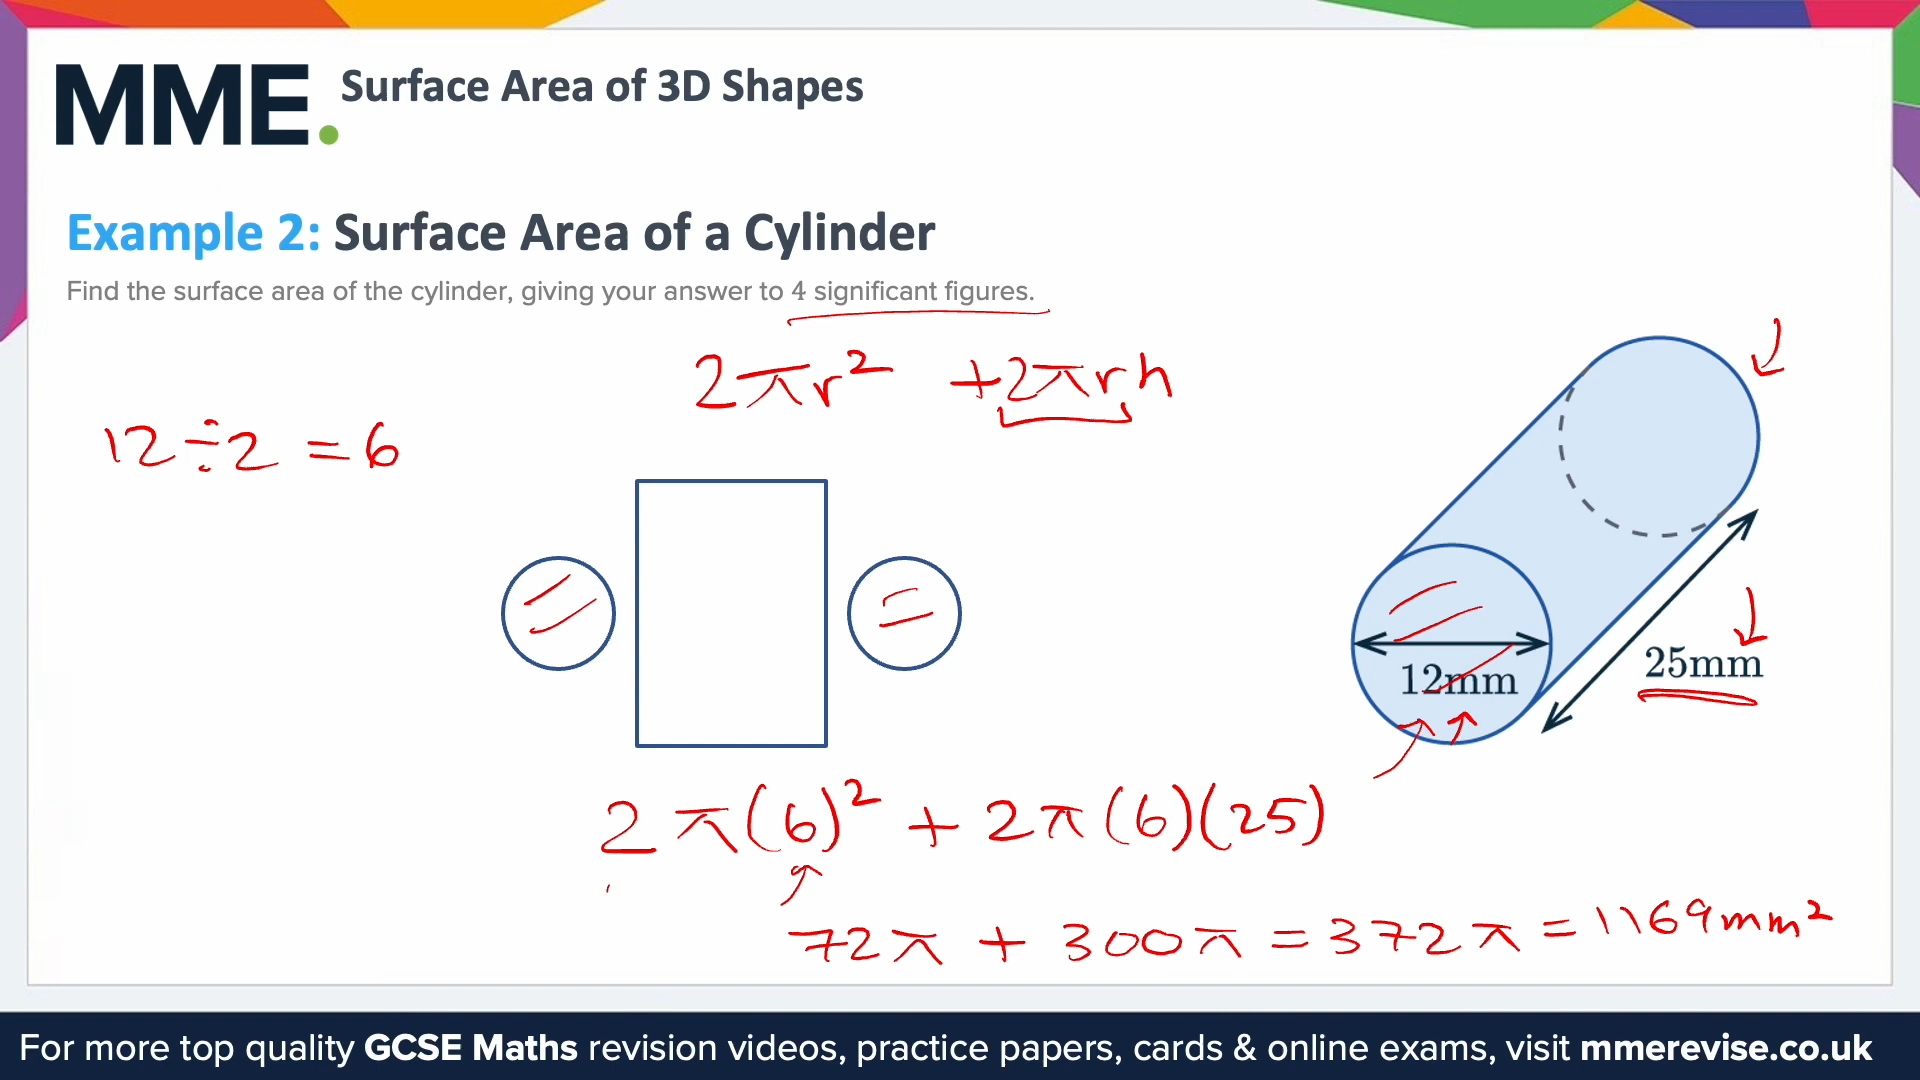 MME. Surface Area of 3D Shapes
Example 2: Surface Area of a Cylinder
Find the surface area of the cylinder, giving your answer to 4 significant figures.
2πr² +2πrh
12÷2 = 6
12mm
25mm
2π(6)² + 2π(6)(25)
72π + 300π = 372π = 1169mm²
For more top quality GCSE Maths revision videos, practice papers, cards & online exams, visit mmerevise.co.uk